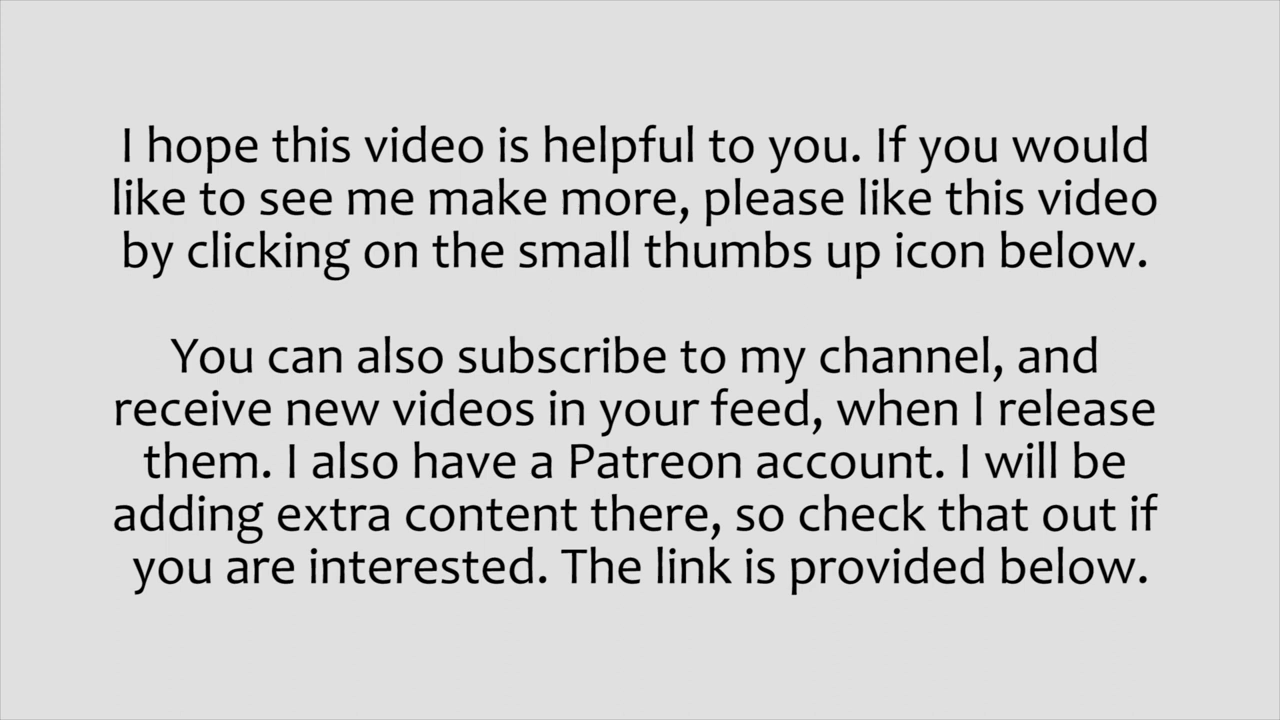 I hope this video is helpful to you. If you would
like to see me make more, please like this video
by clicking on the small thumbs up icon below.
You can also subscribe to my channel, and
receive new videos in your feed, when I release
them. I also have a Patreon account. I will be
adding extra content there, so check that out if
you are interested. The link is provided below.